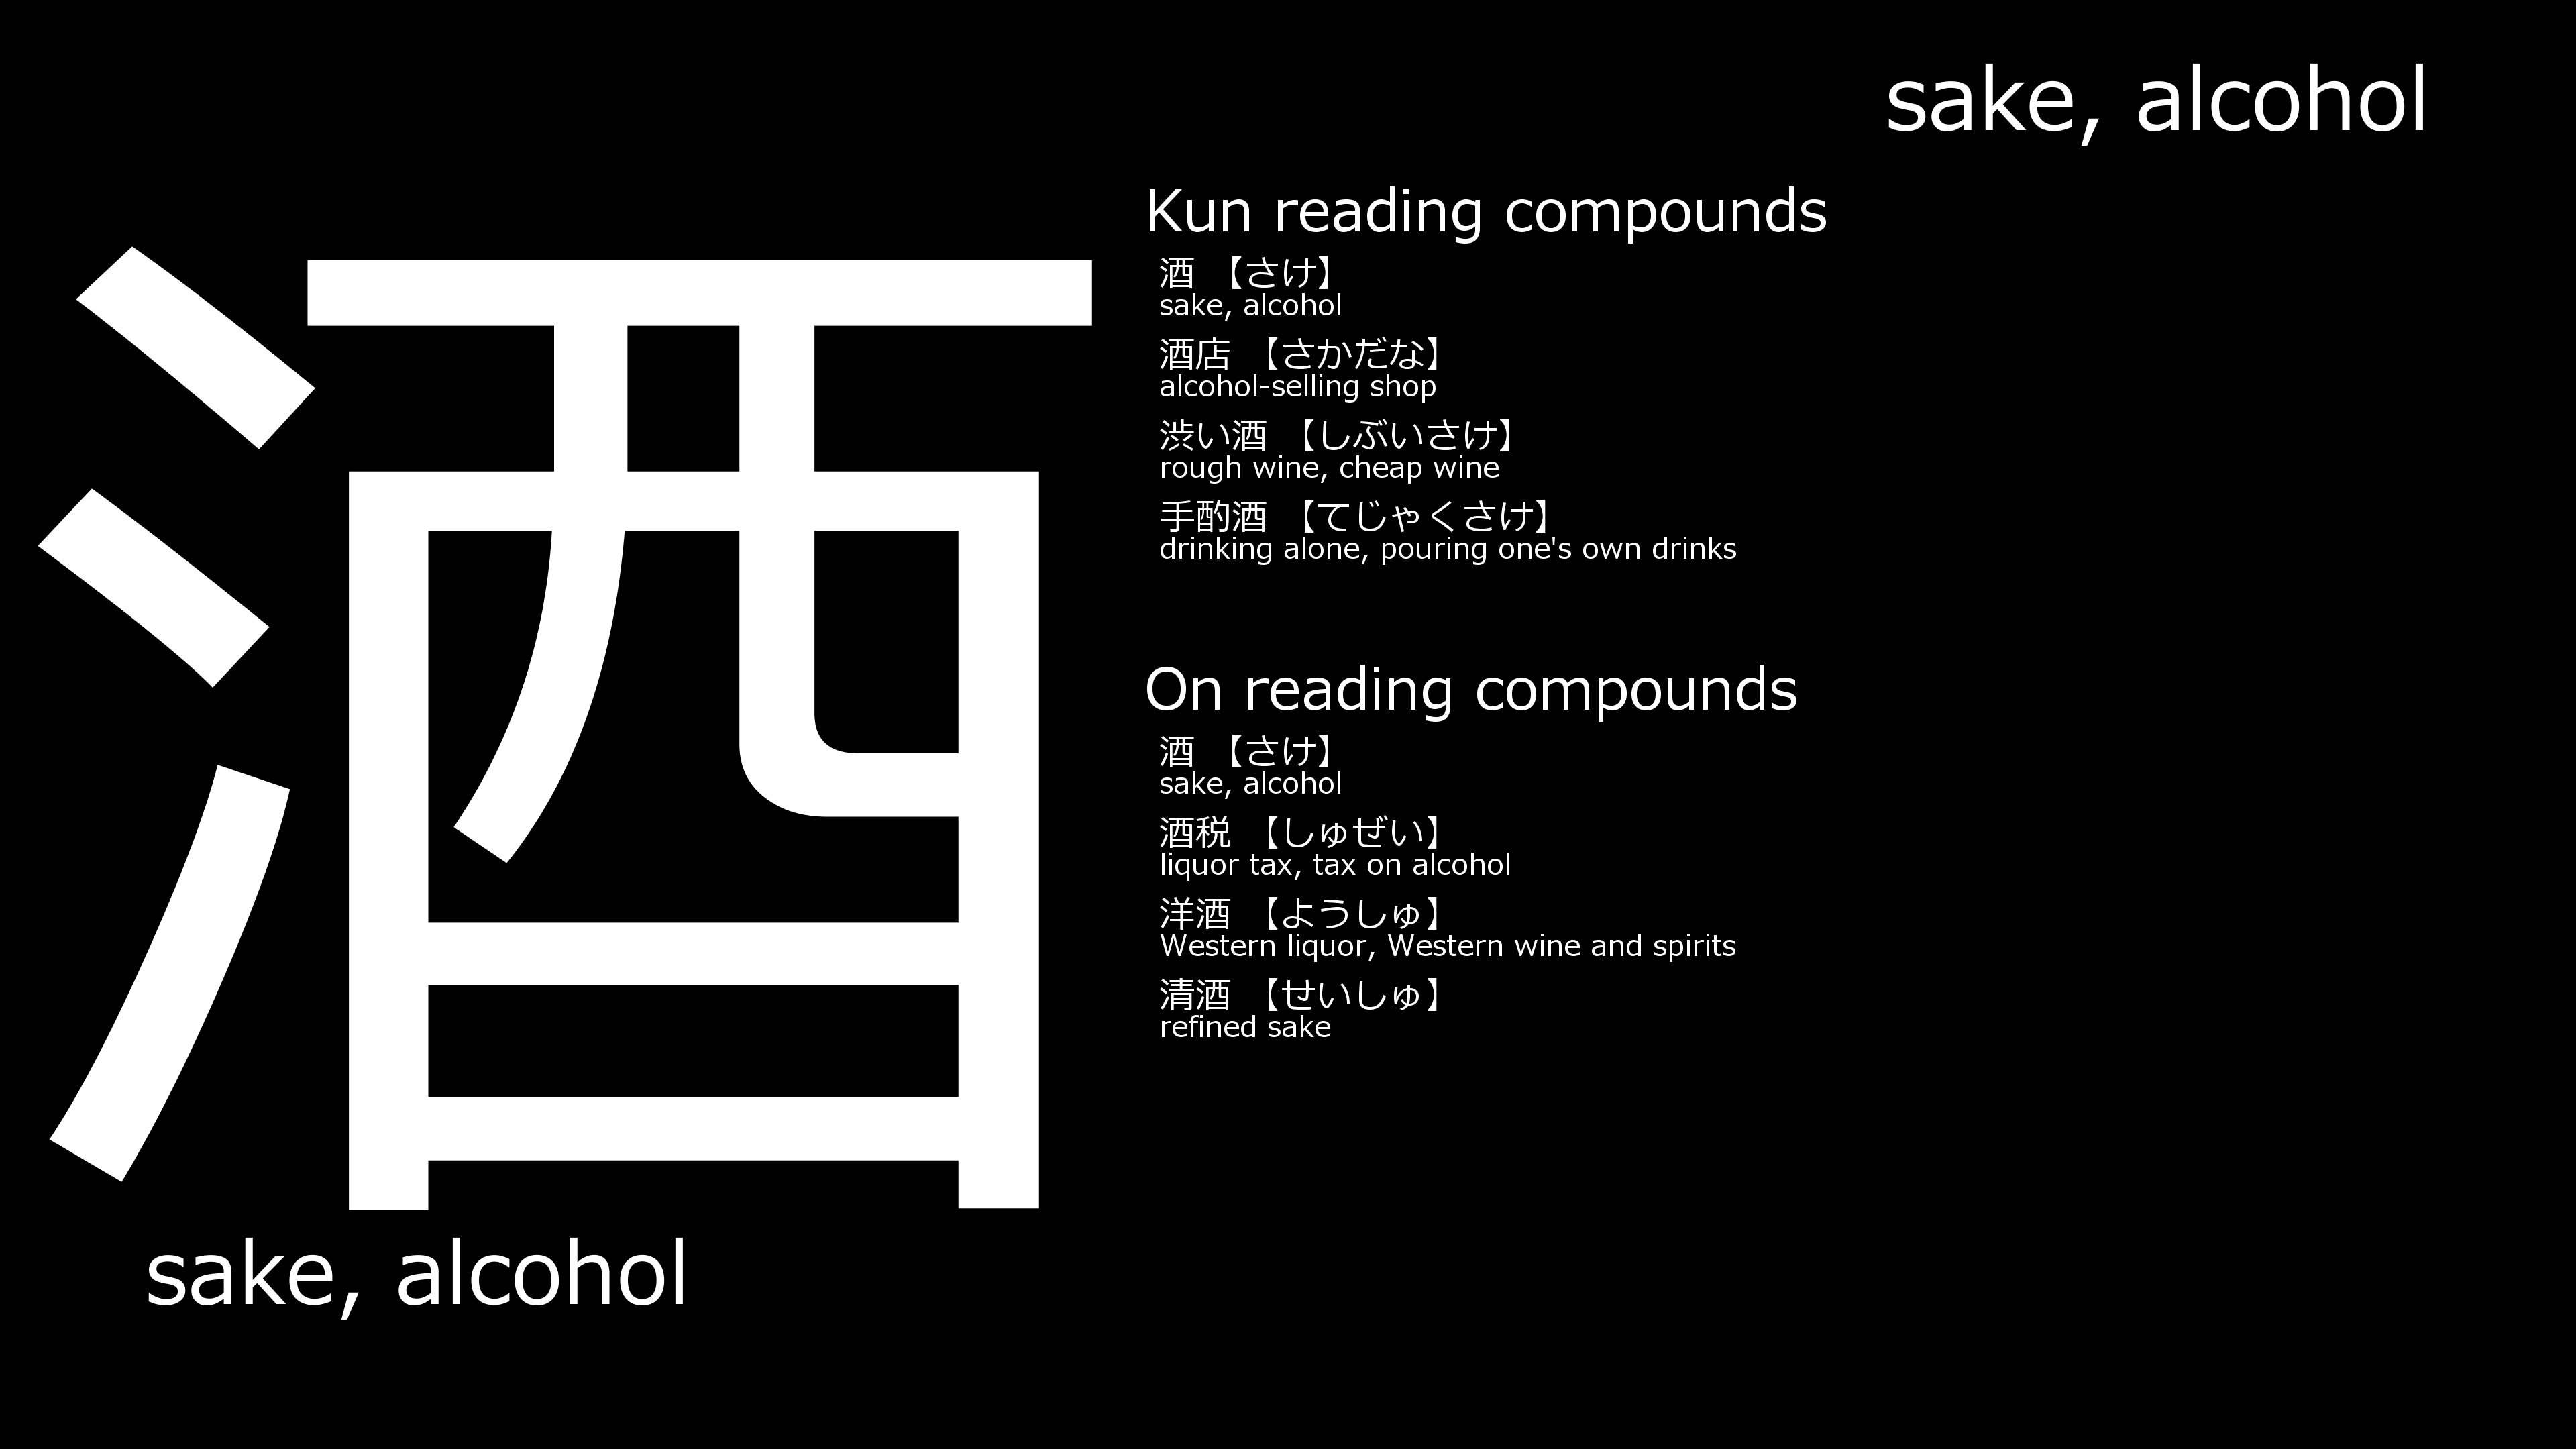 sake, alcohol
酒
sake, alcohol
Kun reading compounds
酒 【さけ】
sake, alcohol
酒店 【さかだな】
alcohol-selling shop
渋い酒 【しぶいさけ】
rough wine, cheap wine
手酌酒 【てじゃくさけ】
drinking alone, pouring one's own drinks
On reading compounds
酒 【さけ】
sake, alcohol
酒税 【しゅぜい】
liquor tax, tax on alcohol
洋酒 【ようしゅ】
Western liquor, Western wine and spirits
清酒 【せいしゅ】
refined sake